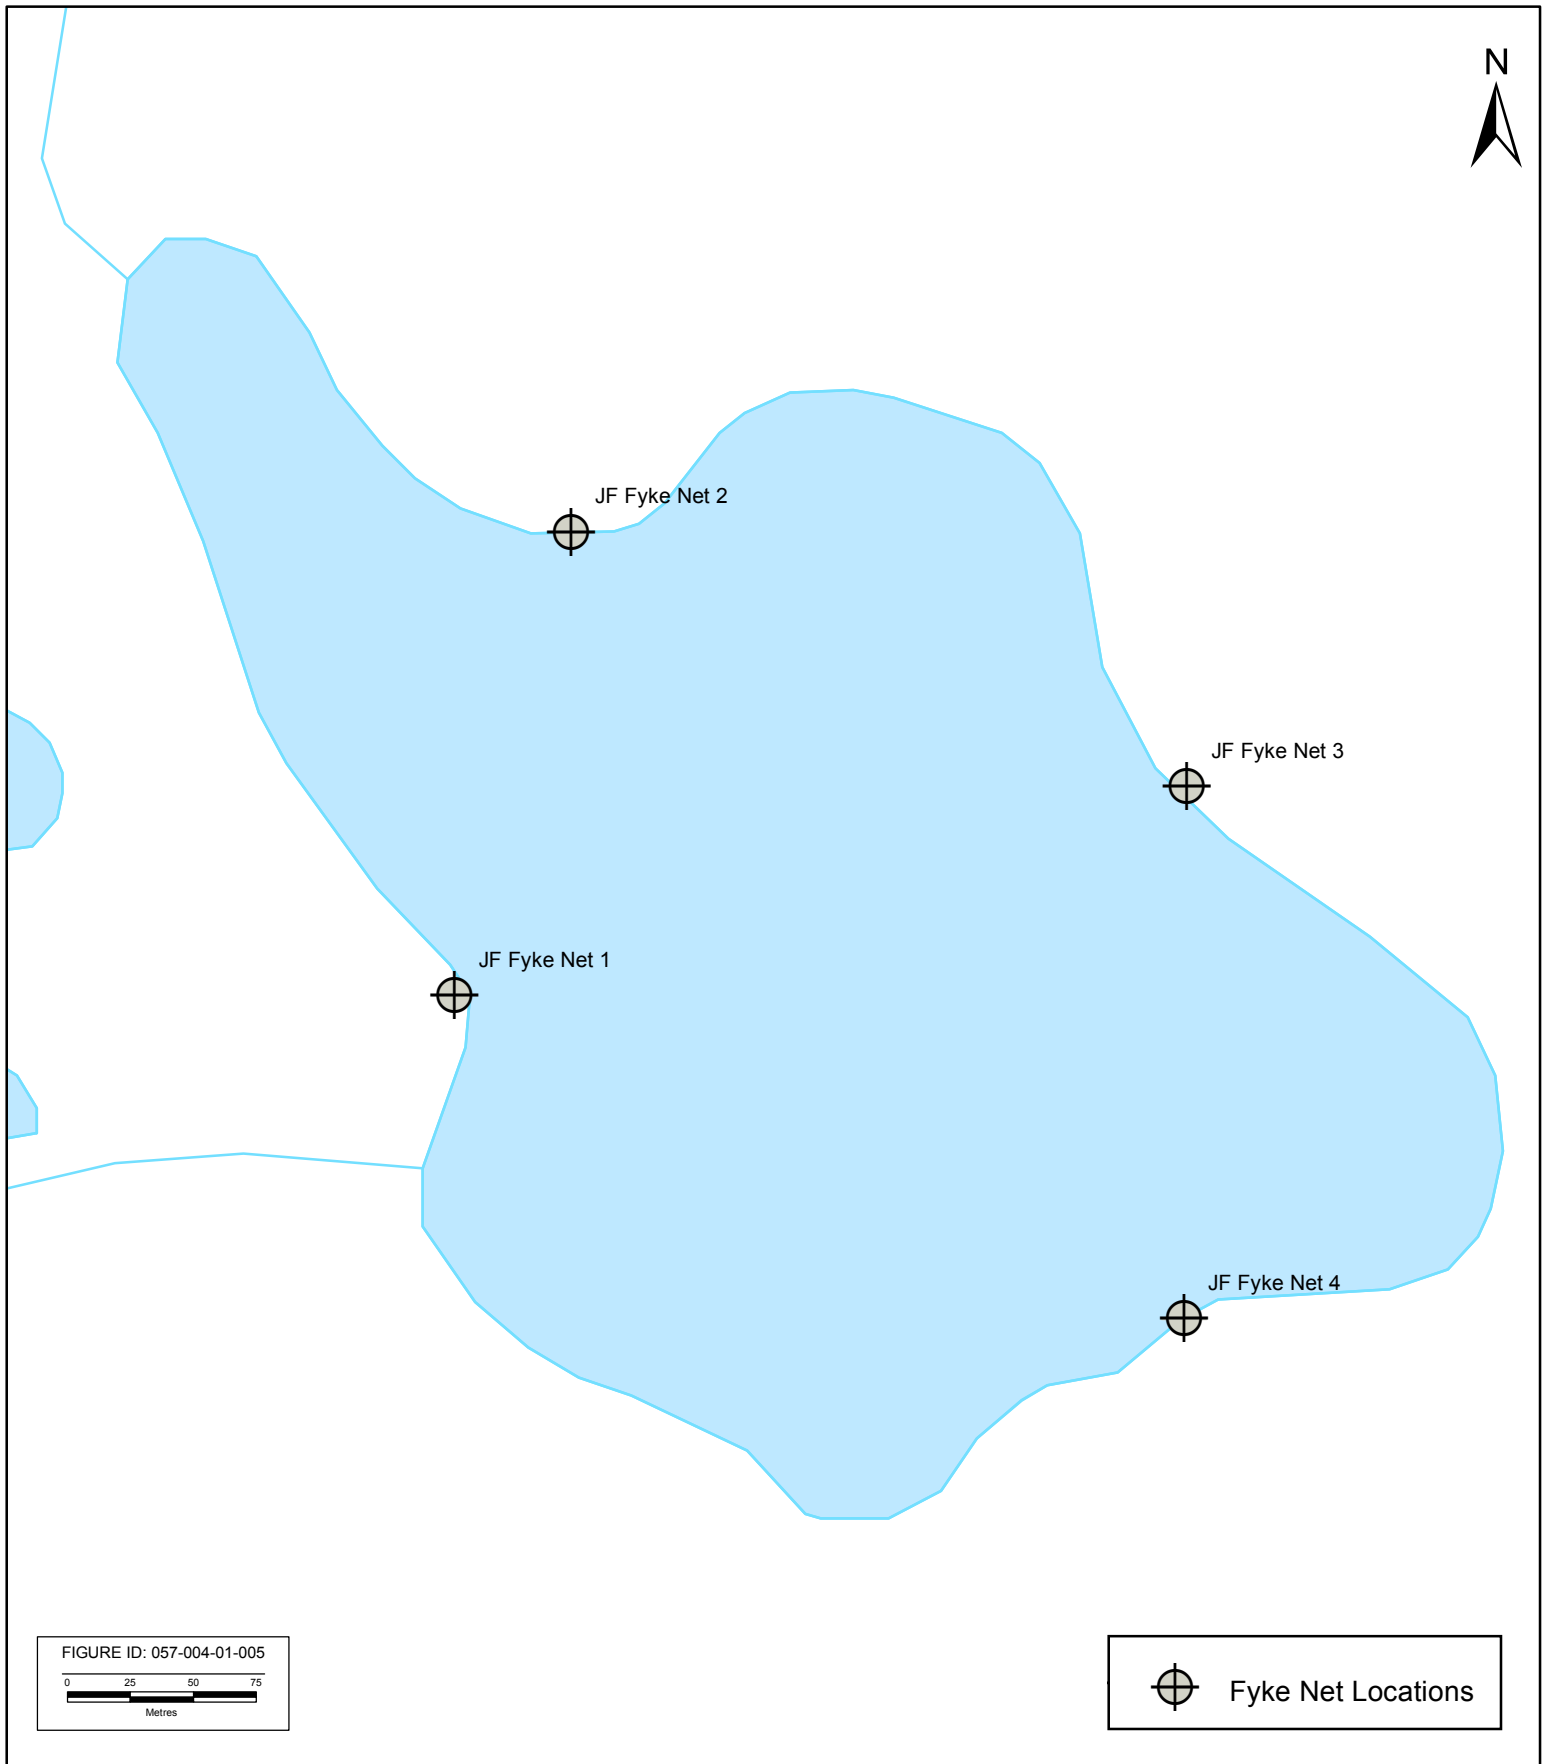 N
JF Fyke Net 2
JF Fyke Net 3
JF Fyke Net 1
JF Fyke Net 4
FIGURE ID: 057-004-01-005
0 25 50 75
Metres
Fyke Net Locations